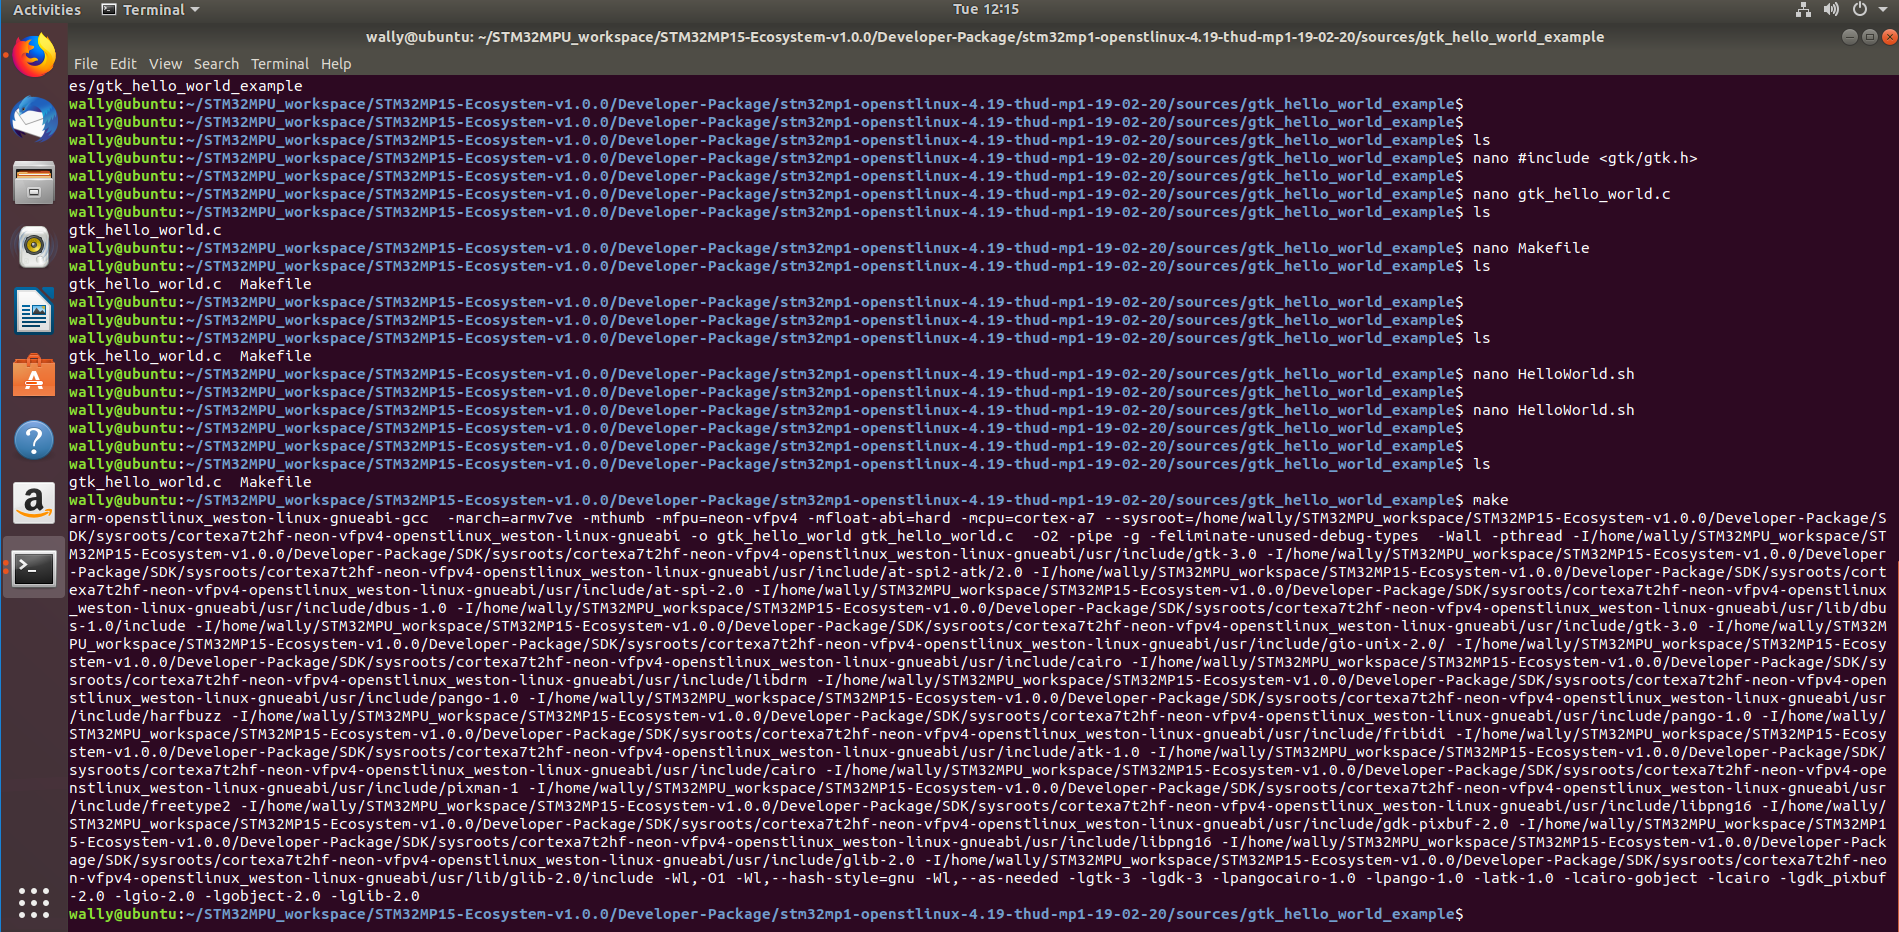 Activities Terminal Tue 12:15
wally@ubuntu: ~/STM32MPU_workspace/STM32MP15-Ecosystem-v1.0.0/Developer-Package/stm32mp1-openstlinux-4.19-thud-mp1-19-02-20/sources/gtk_hello_world_example
File Edit View Search Terminal Help
es/gtk_hello_world_example
wally@ubuntu:~/STM32MPU_workspace/STM32MP15-Ecosystem-v1.0.0/Developer-Package/stm32mp1-openstlinux-4.19-thud-mp1-19-02-20/sources/gtk_hello_world_example$
wally@ubuntu:~/STM32MPU_workspace/STM32MP15-Ecosystem-v1.0.0/Developer-Package/stm32mp1-openstlinux-4.19-thud-mp1-19-02-20/sources/gtk_hello_world_example$
wally@ubuntu:~/STM32MPU_workspace/STM32MP15-Ecosystem-v1.0.0/Developer-Package/stm32mp1-openstlinux-4.19-thud-mp1-19-02-20/sources/gtk_hello_world_example$ ls
wally@ubuntu:~/STM32MPU_workspace/STM32MP15-Ecosystem-v1.0.0/Developer-Package/stm32mp1-openstlinux-4.19-thud-mp1-19-02-20/sources/gtk_hello_world_example$ nano #include <gtk/gtk.h>
wally@ubuntu:~/STM32MPU_workspace/STM32MP15-Ecosystem-v1.0.0/Developer-Package/stm32mp1-openstlinux-4.19-thud-mp1-19-02-20/sources/gtk_hello_world_example$
wally@ubuntu:~/STM32MPU_workspace/STM32MP15-Ecosystem-v1.0.0/Developer-Package/stm32mp1-openstlinux-4.19-thud-mp1-19-02-20/sources/gtk_hello_world_example$ nano gtk_hello_world.c
wally@ubuntu:~/STM32MPU_workspace/STM32MP15-Ecosystem-v1.0.0/Developer-Package/stm32mp1-openstlinux-4.19-thud-mp1-19-02-20/sources/gtk_hello_world_example$ ls
gtk_hello_world.c
wally@ubuntu:~/STM32MPU_workspace/STM32MP15-Ecosystem-v1.0.0/Developer-Package/stm32mp1-openstlinux-4.19-thud-mp1-19-02-20/sources/gtk_hello_world_example$ nano Makefile
wally@ubuntu:~/STM32MPU_workspace/STM32MP15-Ecosystem-v1.0.0/Developer-Package/stm32mp1-openstlinux-4.19-thud-mp1-19-02-20/sources/gtk_hello_world_example$ ls
gtk_hello_world.c  Makefile
wally@ubuntu:~/STM32MPU_workspace/STM32MP15-Ecosystem-v1.0.0/Developer-Package/stm32mp1-openstlinux-4.19-thud-mp1-19-02-20/sources/gtk_hello_world_example$
wally@ubuntu:~/STM32MPU_workspace/STM32MP15-Ecosystem-v1.0.0/Developer-Package/stm32mp1-openstlinux-4.19-thud-mp1-19-02-20/sources/gtk_hello_world_example$
wally@ubuntu:~/STM32MPU_workspace/STM32MP15-Ecosystem-v1.0.0/Developer-Package/stm32mp1-openstlinux-4.19-thud-mp1-19-02-20/sources/gtk_hello_world_example$ ls
gtk_hello_world.c  Makefile
wally@ubuntu:~/STM32MPU_workspace/STM32MP15-Ecosystem-v1.0.0/Developer-Package/stm32mp1-openstlinux-4.19-thud-mp1-19-02-20/sources/gtk_hello_world_example$ nano HelloWorld.sh
wally@ubuntu:~/STM32MPU_workspace/STM32MP15-Ecosystem-v1.0.0/Developer-Package/stm32mp1-openstlinux-4.19-thud-mp1-19-02-20/sources/gtk_hello_world_example$
wally@ubuntu:~/STM32MPU_workspace/STM32MP15-Ecosystem-v1.0.0/Developer-Package/stm32mp1-openstlinux-4.19-thud-mp1-19-02-20/sources/gtk_hello_world_example$ nano HelloWorld.sh
wally@ubuntu:~/STM32MPU_workspace/STM32MP15-Ecosystem-v1.0.0/Developer-Package/stm32mp1-openstlinux-4.19-thud-mp1-19-02-20/sources/gtk_hello_world_example$
wally@ubuntu:~/STM32MPU_workspace/STM32MP15-Ecosystem-v1.0.0/Developer-Package/stm32mp1-openstlinux-4.19-thud-mp1-19-02-20/sources/gtk_hello_world_example$
wally@ubuntu:~/STM32MPU_workspace/STM32MP15-Ecosystem-v1.0.0/Developer-Package/stm32mp1-openstlinux-4.19-thud-mp1-19-02-20/sources/gtk_hello_world_example$ ls
gtk_hello_world.c  Makefile
wally@ubuntu:~/STM32MPU_workspace/STM32MP15-Ecosystem-v1.0.0/Developer-Package/stm32mp1-openstlinux-4.19-thud-mp1-19-02-20/sources/gtk_hello_world_example$ make
arm-openstlinux_weston-linux-gnueabi-gcc  -march=armv7ve -mthumb -mfpu=neon-vfpv4 -mfloat-abi=hard -mcpu=cortex-a7 --sysroot=/home/wally/STM32MPU_workspace/STM32MP15-Ecosystem-v1.0.0/Developer-Package/S
DK/sysroots/cortexa7t2hf-neon-vfpv4-openstlinux_weston-linux-gnueabi -o gtk_hello_world gtk_hello_world.c  -O2 -pipe -g -feliminate-unused-debug-types  -Wall -pthread -I/home/wally/STM32MPU_workspace/ST
M32MP15-Ecosystem-v1.0.0/Developer-Package/SDK/sysroots/cortexa7t2hf-neon-vfpv4-openstlinux_weston-linux-gnueabi/usr/include/gtk-3.0 -I/home/wally/STM32MPU_workspace/STM32MP15-Ecosystem-v1.0.0/Developer
-Package/SDK/sysroots/cortexa7t2hf-neon-vfpv4-openstlinux_weston-linux-gnueabi/usr/include/at-spi2-atk/2.0 -I/home/wally/STM32MPU_workspace/STM32MP15-Ecosystem-v1.0.0/Developer-Package/SDK/sysroots/cort
exa7t2hf-neon-vfpv4-openstlinux_weston-linux-gnueabi/usr/include/at-spi-2.0 -I/home/wally/STM32MPU_workspace/STM32MP15-Ecosystem-v1.0.0/Developer-Package/SDK/sysroots/cortexa7t2hf-neon-vfpv4-openstlinux
_weston-linux-gnueabi/usr/include/dbus-1.0 -I/home/wally/STM32MPU_workspace/STM32MP15-Ecosystem-v1.0.0/Developer-Package/SDK/sysroots/cortexa7t2hf-neon-vfpv4-openstlinux_weston-linux-gnueabi/usr/lib/dbu
s-1.0/include -I/home/wally/STM32MPU_workspace/STM32MP15-Ecosystem-v1.0.0/Developer-Package/SDK/sysroots/cortexa7t2hf-neon-vfpv4-openstlinux_weston-linux-gnueabi/usr/include/gtk-3.0 -I/home/wally/STM32M
PU_workspace/STM32MP15-Ecosystem-v1.0.0/Developer-Package/SDK/sysroots/cortexa7t2hf-neon-vfpv4-openstlinux_weston-linux-gnueabi/usr/include/gio-unix-2.0/ -I/home/wally/STM32MPU_workspace/STM32MP15-Ecosy
stem-v1.0.0/Developer-Package/SDK/sysroots/cortexa7t2hf-neon-vfpv4-openstlinux_weston-linux-gnueabi/usr/include/cairo -I/home/wally/STM32MPU_workspace/STM32MP15-Ecosystem-v1.0.0/Developer-Package/SDK/sy
sroots/cortexa7t2hf-neon-vfpv4-openstlinux_weston-linux-gnueabi/usr/include/libdrm -I/home/wally/STM32MPU_workspace/STM32MP15-Ecosystem-v1.0.0/Developer-Package/SDK/sysroots/cortexa7t2hf-neon-vfpv4-open
stlinux_weston-linux-gnueabi/usr/include/pango-1.0 -I/home/wally/STM32MPU_workspace/STM32MP15-Ecosystem-v1.0.0/Developer-Package/SDK/sysroots/cortexa7t2hf-neon-vfpv4-openstlinux_weston-linux-gnueabi/usr
/include/harfbuzz -I/home/wally/STM32MPU_workspace/STM32MP15-Ecosystem-v1.0.0/Developer-Package/SDK/sysroots/cortexa7t2hf-neon-vfpv4-openstlinux_weston-linux-gnueabi/usr/include/pango-1.0 -I/home/wally/
STM32MPU_workspace/STM32MP15-Ecosystem-v1.0.0/Developer-Package/SDK/sysroots/cortexa7t2hf-neon-vfpv4-openstlinux_weston-linux-gnueabi/usr/include/fribidi -I/home/wally/STM32MPU_workspace/STM32MP15-Ecosy
stem-v1.0.0/Developer-Package/SDK/sysroots/cortexa7t2hf-neon-vfpv4-openstlinux_weston-linux-gnueabi/usr/include/atk-1.0 -I/home/wally/STM32MPU_workspace/STM32MP15-Ecosystem-v1.0.0/Developer-Package/SDK/
sysroots/cortexa7t2hf-neon-vfpv4-openstlinux_weston-linux-gnueabi/usr/include/cairo -I/home/wally/STM32MPU_workspace/STM32MP15-Ecosystem-v1.0.0/Developer-Package/SDK/sysroots/cortexa7t2hf-neon-vfpv4-ope
nstlinux_weston-linux-gnueabi/usr/include/pixman-1 -I/home/wally/STM32MPU_workspace/STM32MP15-Ecosystem-v1.0.0/Developer-Package/SDK/sysroots/cortexa7t2hf-neon-vfpv4-openstlinux_weston-linux-gnueabi/usr
/include/freetype2 -I/home/wally/STM32MPU_workspace/STM32MP15-Ecosystem-v1.0.0/Developer-Package/SDK/sysroots/cortexa7t2hf-neon-vfpv4-openstlinux_weston-linux-gnueabi/usr/include/libpng16 -I/home/wally/
STM32MPU_workspace/STM32MP15-Ecosystem-v1.0.0/Developer-Package/SDK/sysroots/cortexa7t2hf-neon-vfpv4-openstlinux_weston-linux-gnueabi/usr/include/gdk-pixbuf-2.0 -I/home/wally/STM32MPU_workspace/STM32MP1
5-Ecosystem-v1.0.0/Developer-Package/SDK/sysroots/cortexa7t2hf-neon-vfpv4-openstlinux_weston-linux-gnueabi/usr/include/libpng16 -I/home/wally/STM32MPU_workspace/STM32MP15-Ecosystem-v1.0.0/Developer-Pack
age/SDK/sysroots/cortexa7t2hf-neon-vfpv4-openstlinux_weston-linux-gnueabi/usr/include/glib-2.0 -I/home/wally/STM32MPU_workspace/STM32MP15-Ecosystem-v1.0.0/Developer-Package/SDK/sysroots/cortexa7t2hf-neo
n-vfpv4-openstlinux_weston-linux-gnueabi/usr/lib/glib-2.0/include -Wl,-O1 -Wl,--hash-style=gnu -Wl,--as-needed -lgtk-3 -lgdk-3 -lpangocairo-1.0 -lpango-1.0 -latk-1.0 -lcairo-gobject -lcairo -lgdk_pixbuf
-2.0 -lgio-2.0 -lgobject-2.0 -lglib-2.0
wally@ubuntu:~/STM32MPU_workspace/STM32MP15-Ecosystem-v1.0.0/Developer-Package/stm32mp1-openstlinux-4.19-thud-mp1-19-02-20/sources/gtk_hello_world_example$